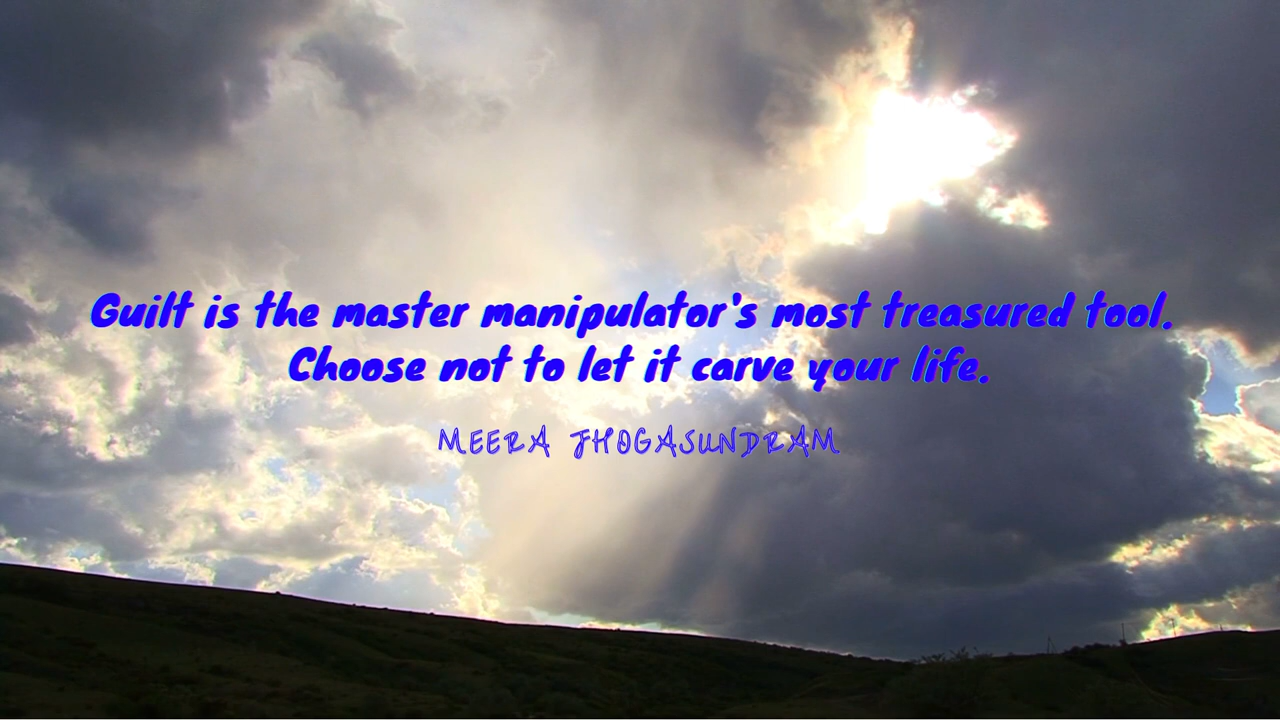 Guilt is the master manipulator's most treasured tool.
Choose not to let it carve your life.
MEERA JHOGASUNDRAM